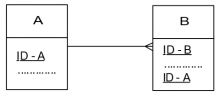 A
ID - A
.............
B
ID - B
.............
ID - A